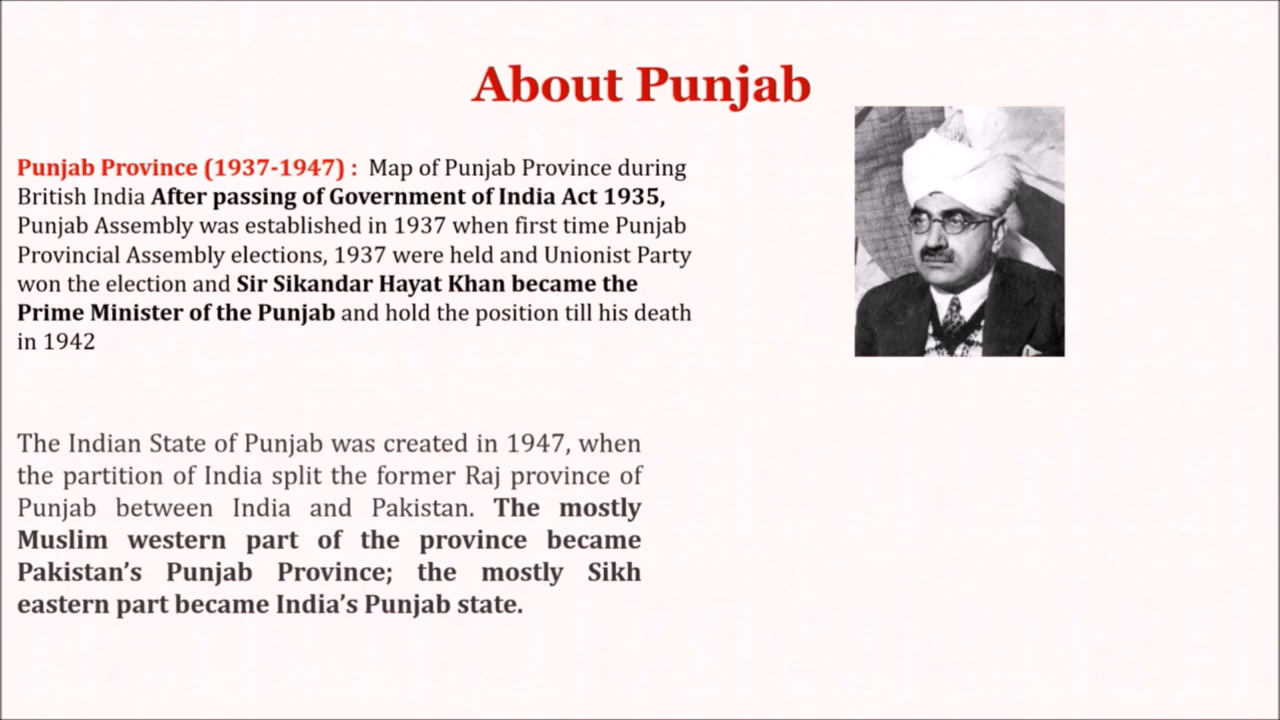 About Punjab
Punjab Province (1937-1947) : Map of Punjab Province during
British India After passing of Government of India Act 1935,
Punjab Assembly was established in 1937 when first time Punjab
Provincial Assembly elections, 1937 were held and Unionist Party
won the election and Sir Sikandar Hayat Khan became the
Prime Minister of the Punjab and hold the position till his death
in 1942
The Indian State of Punjab was created in 1947, when
the partition of India split the former Raj province of
Punjab between India and Pakistan. The mostly
Muslim western part of the province became
Pakistan’s Punjab Province; the mostly Sikh
eastern part became India’s Punjab state.